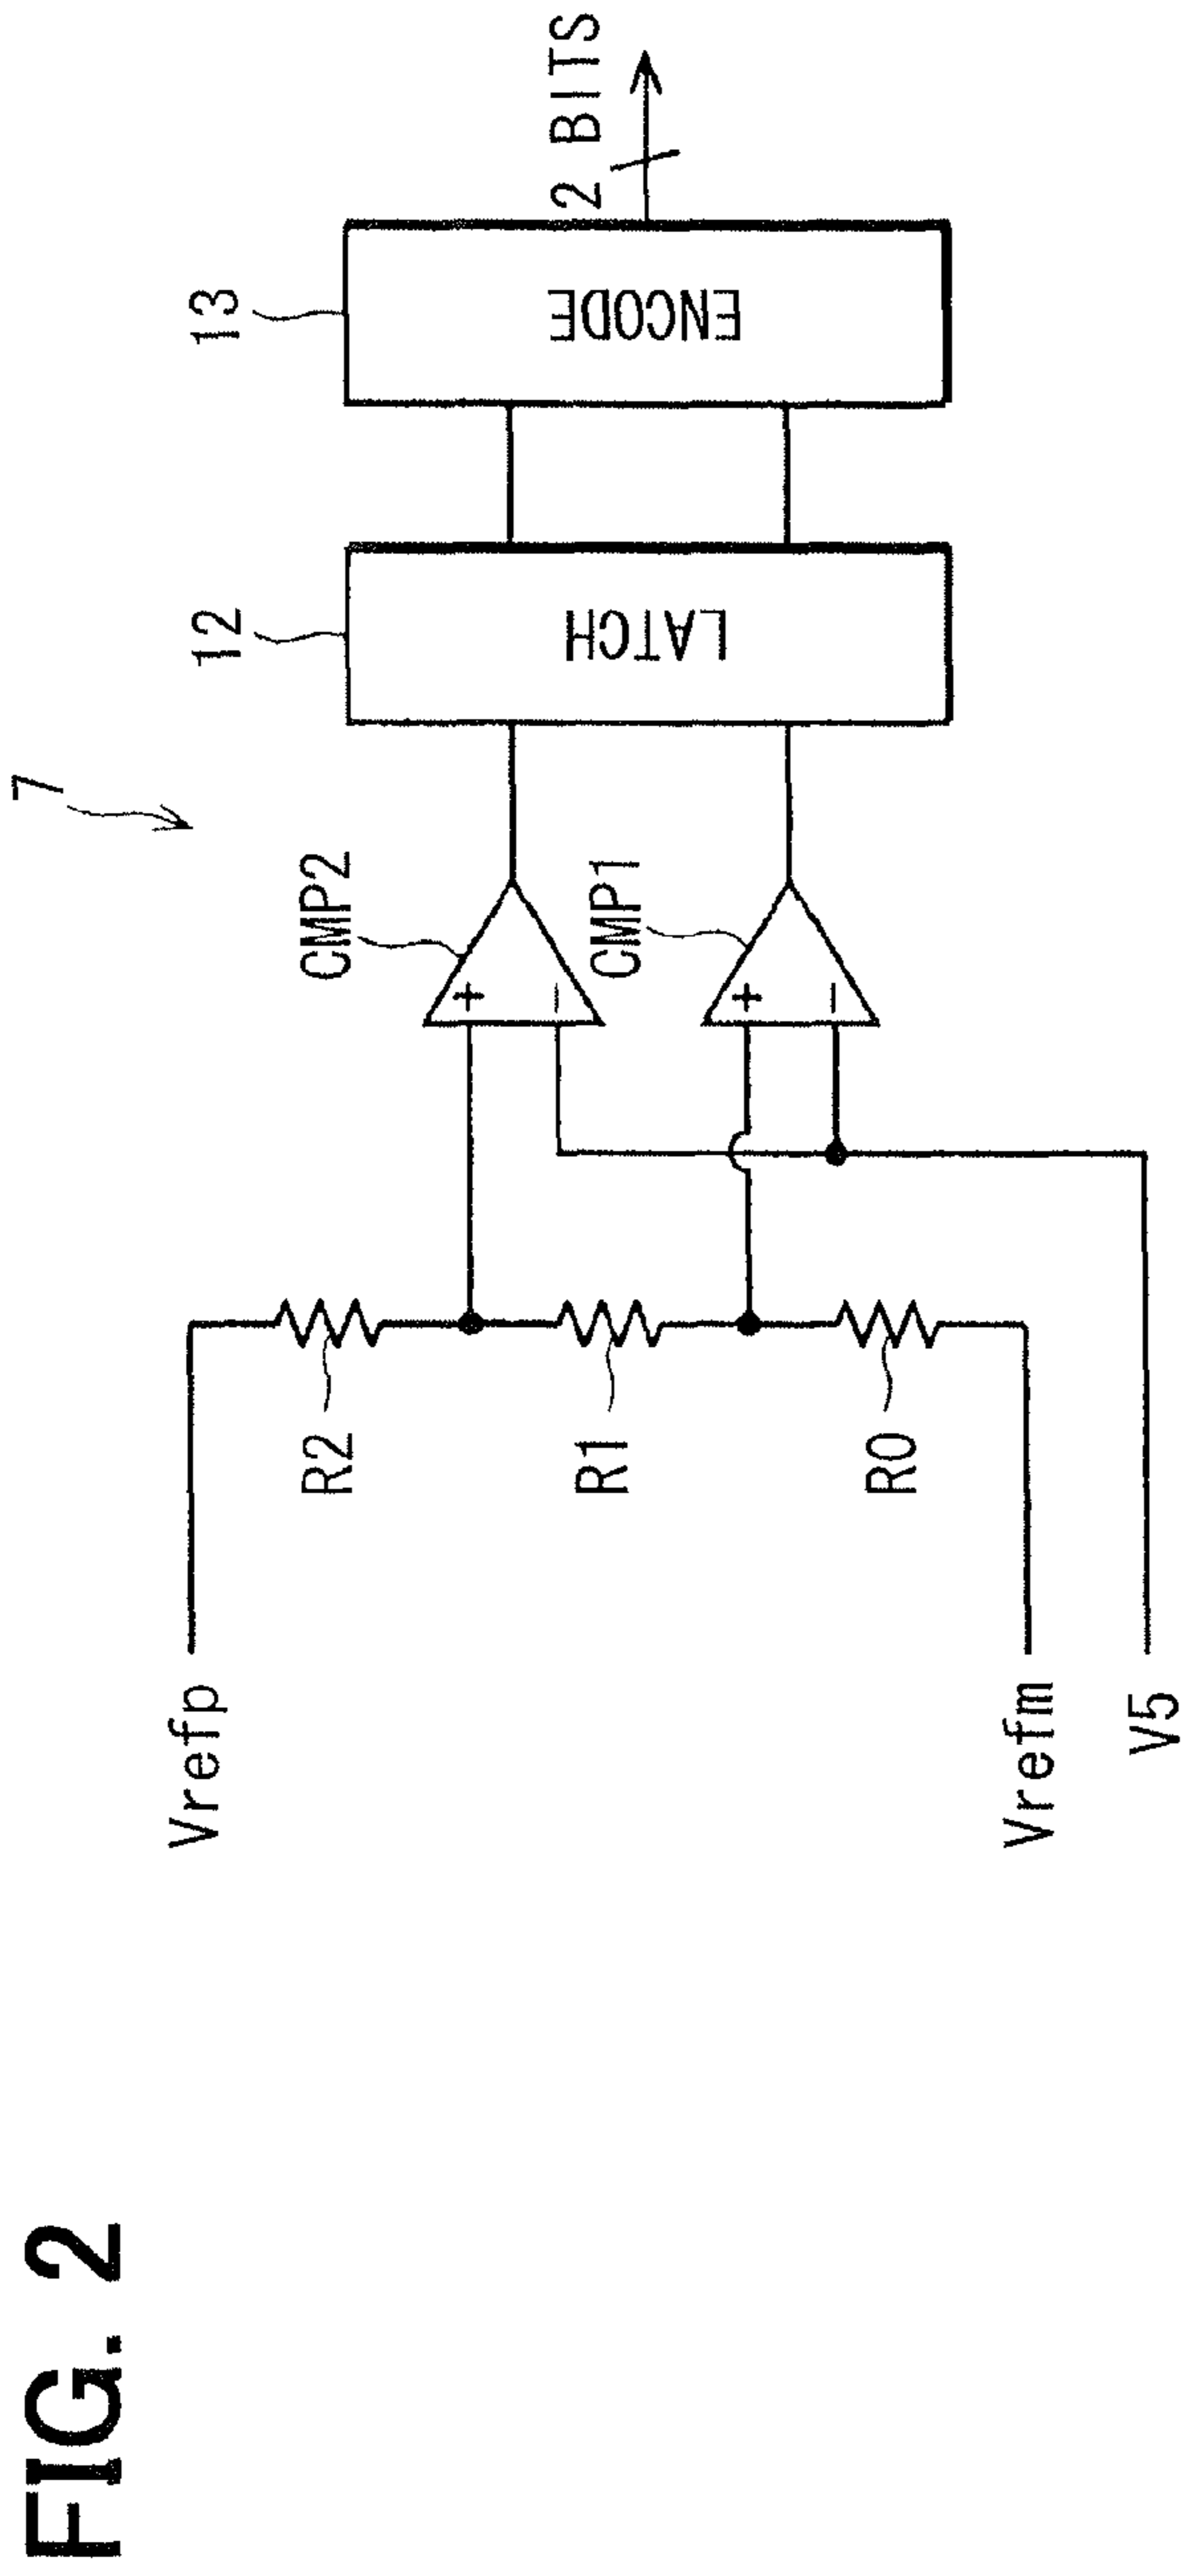 FIG. 2
7
Vrefp
R2
CMP2
+
−
12
LATCH
13
ENCODE
2 BITS
R1
CMP1
+
−
R0
Vrefm
V5